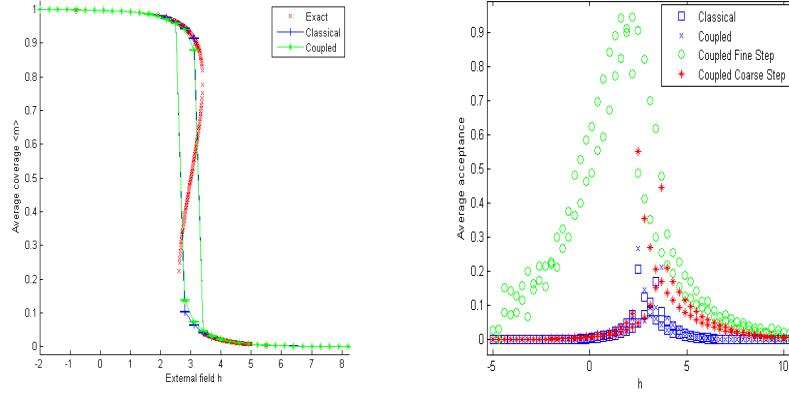 1
0.9
0.8
0.7
0.6
0.5
0.4
0.3
0.2
0.1
0
Average coverage <m>
-2 -1 0 1 2 3 4 5 6 7 8
External field h
Exact
Classical
Coupled
0.9
0.8
0.7
0.6
0.5
0.4
0.3
0.2
0.1
0
Average acceptance
-5 0 5 10
h
Classical
Coupled
Coupled Fine Step
Coupled Coarse Step